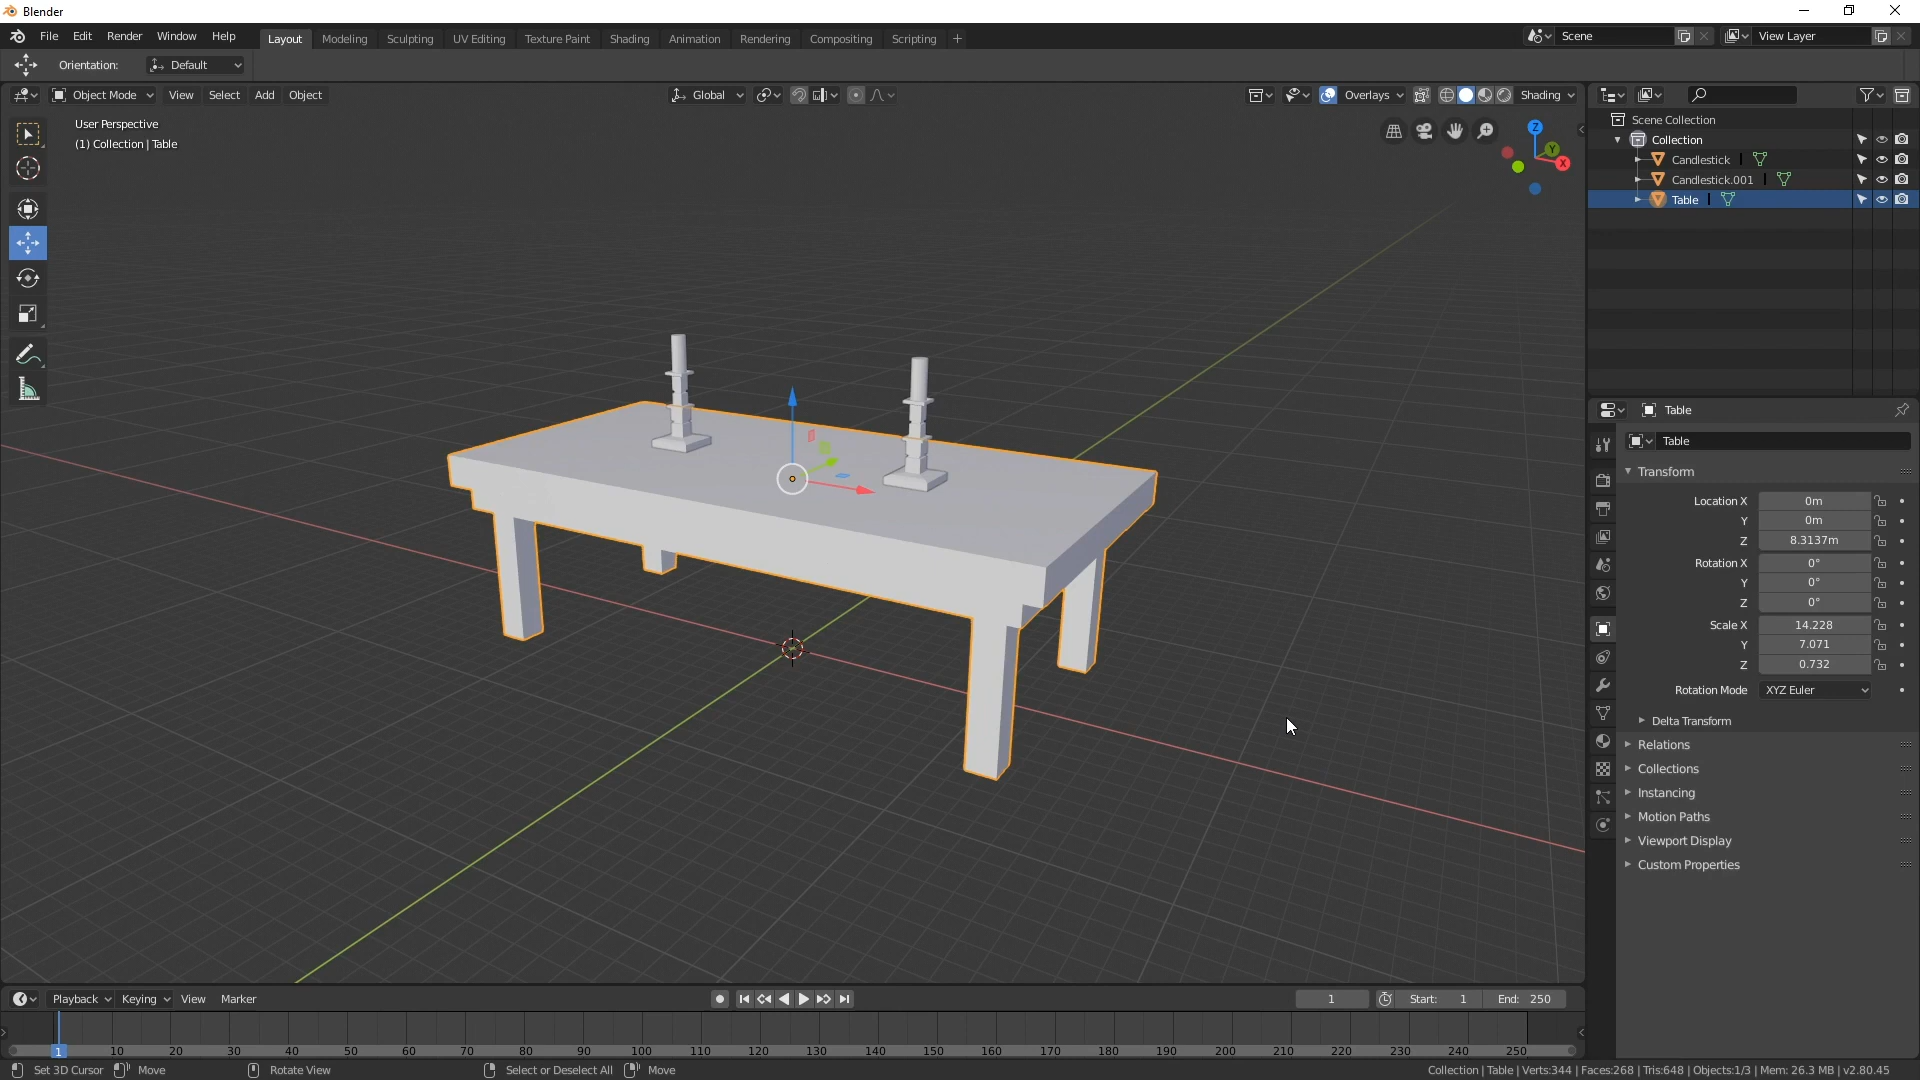 Blender
File Edit Render Window Help Layout Modeling Sculpting UV Editing Texture Paint Shading Animation Rendering Compositing Scripting + Scene View Layer
Orientation: Default
Object Mode View Select Add Object Global Overlays Shading
User Perspective
(1) Collection | Table
Z
Y
X
Scene Collection
Collection
Candlestick
Candlestick.001
Table
Table
Table
Transform
Location X 0m
Y 0m
Z 8.3137m
Rotation X 0°
Y 0°
Z 0°
Scale X 14.228
Y 7.071
Z 0.732
Rotation Mode XYZ Euler
Delta Transform
Relations
Collections
Instancing
Motion Paths
Viewport Display
Custom Properties
Playback Keying View Marker 1 Start: 1 End: 250
1 10 20 30 40 50 60 70 80 90 100 110 120 130 140 150 160 170 180 190 200 210 220 230 240 250
Set 3D Cursor Move Rotate View Select or Deselect All Move Collection | Table | Verts:344 | Faces:268 | Tris:648 | Objects:1/3 | Mem: 26.3 MB | v2.80.45